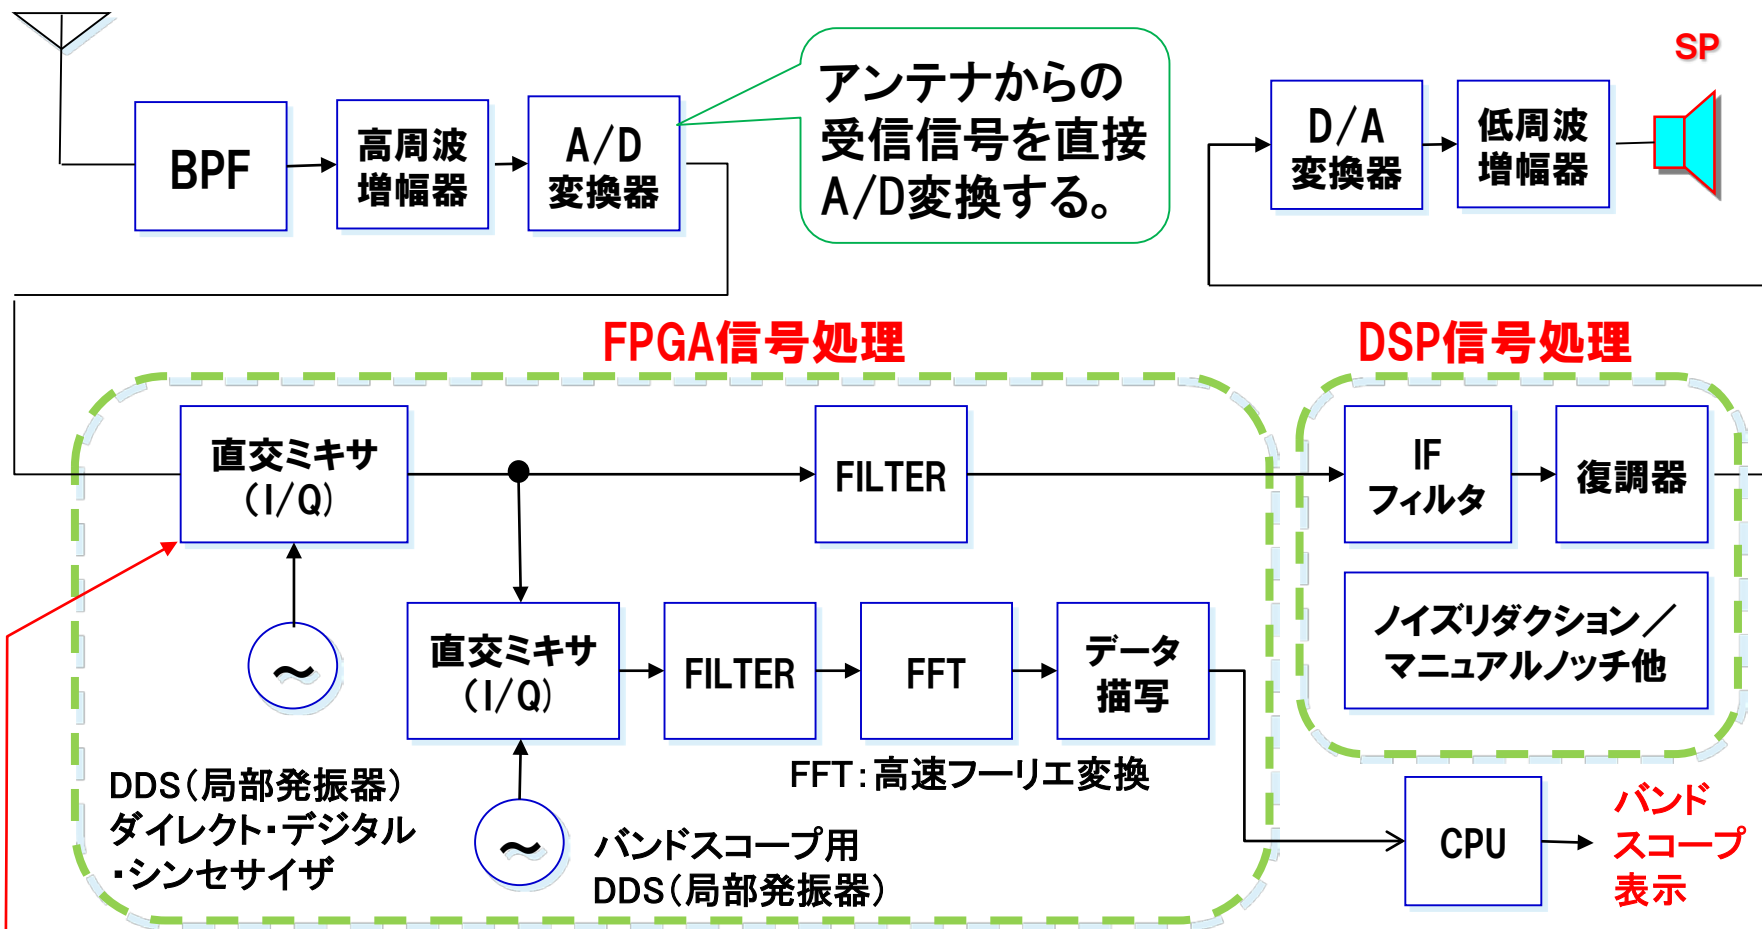 BPF
高周波
増幅器
A/D
変換器
アンテナからの
受信信号を直接
A/D変換する。
D/A
変換器
低周波
増幅器
SP
FPGA信号処理
DSP信号処理
直交ミキサ
(I/Q)
FILTER
IF
フィルタ
復調器
～
直交ミキサ
(I/Q)
FILTER
FFT
データ
描写
ノイズリダクション／
マニュアルノッチ他
FFT：高速フーリエ変換
DDS(局部発振器)
ダイレクト・デジタル
・シンセサイザ
～
バンドスコープ用
DDS(局部発振器)
CPU
バンド
スコープ
表示